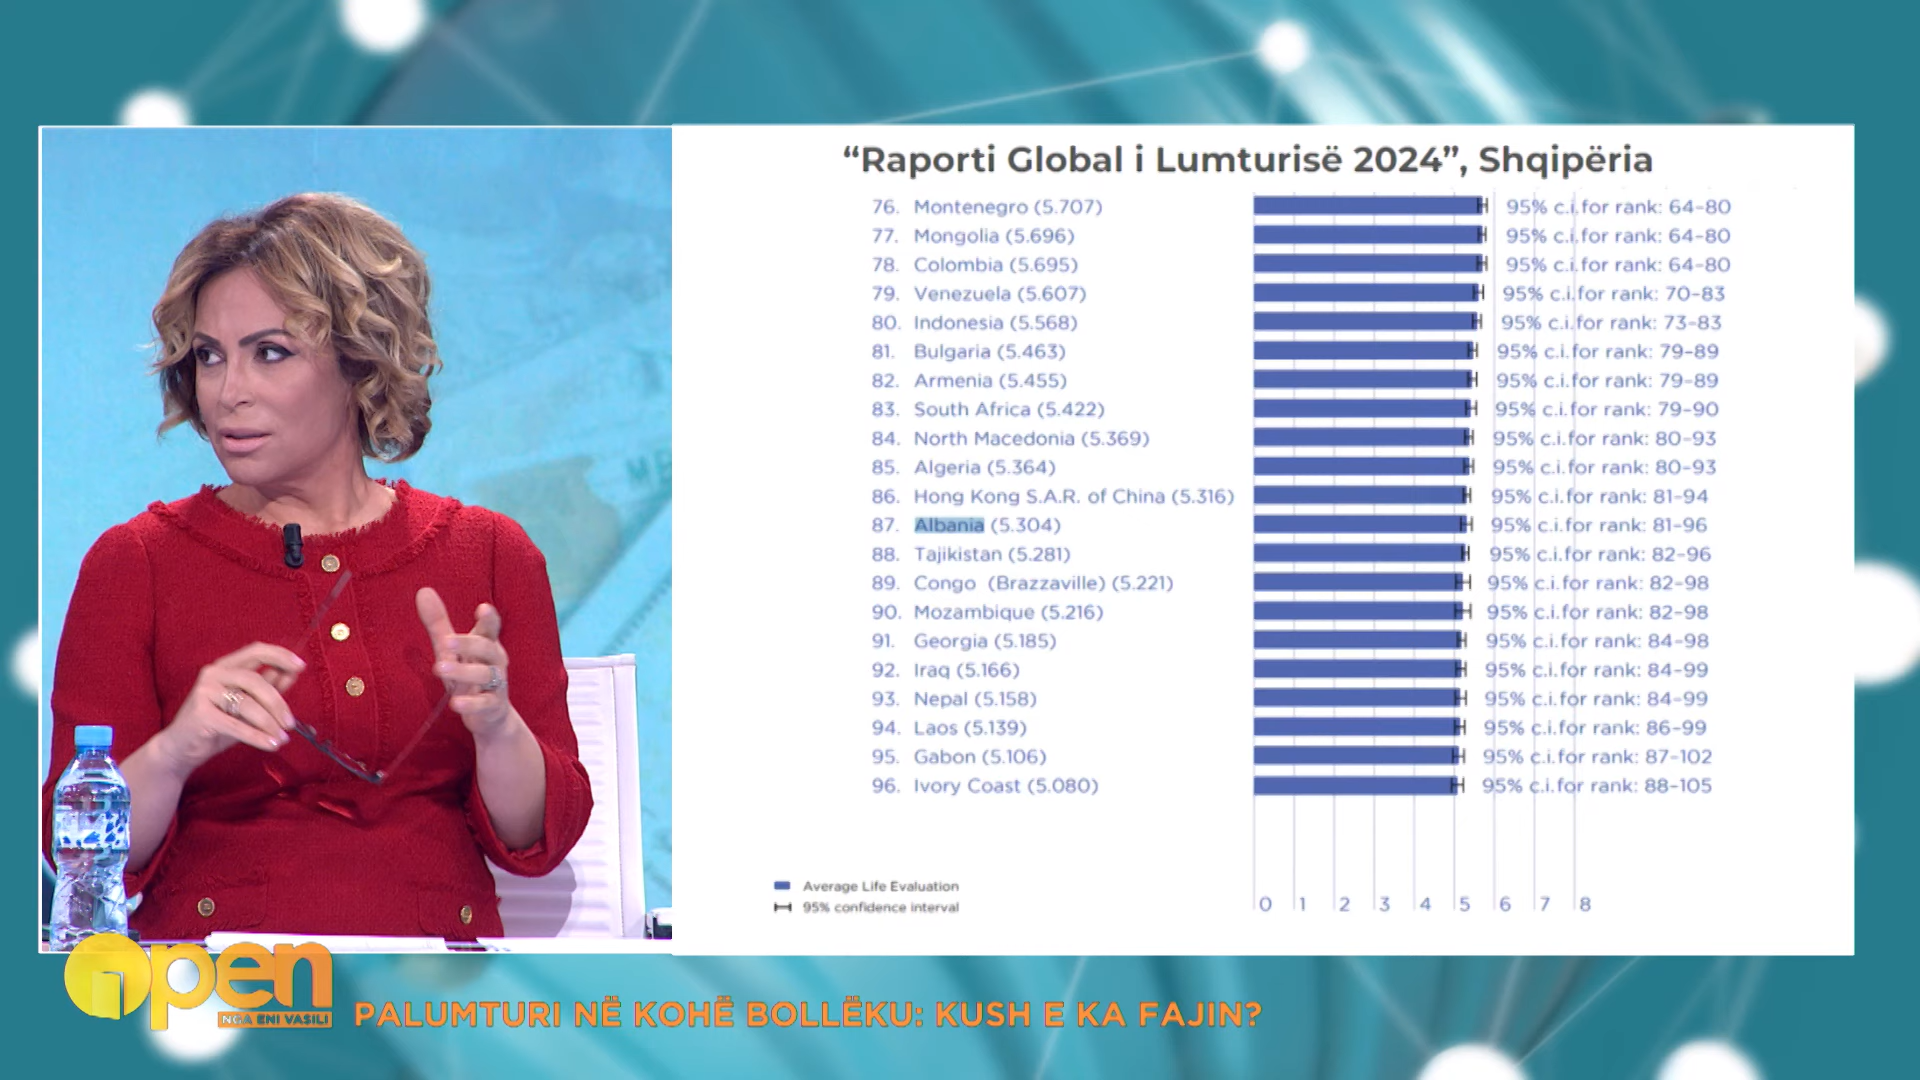 “Raporti Global i Lumturisë 2024”, Shqipëria
76. Montenegro (5.707) 95% c.i.for rank: 64-80
77. Mongolia (5.696) 95% c.i.for rank: 64-80
78. Colombia (5.695) 95% c.i.for rank: 64-80
79. Venezuela (5.607) 95% c.i.for rank: 70-83
80. Indonesia (5.568) 95% c.i.for rank: 73-83
81. Bulgaria (5.463) 95% c.i.for rank: 79-89
82. Armenia (5.455) 95% c.i.for rank: 79-89
83. South Africa (5.422) 95% c.i.for rank: 79-90
84. North Macedonia (5.369) 95% c.i.for rank: 80-93
85. Algeria (5.364) 95% c.i.for rank: 80-93
86. Hong Kong S.A.R. of China (5.316) 95% c.i.for rank: 81-94
87. Albania (5.304) 95% c.i.for rank: 81-96
88. Tajikistan (5.281) 95% c.i.for rank: 82-96
89. Congo (Brazzaville) (5.221) 95% c.i.for rank: 82-98
90. Mozambique (5.216) 95% c.i.for rank: 82-98
91. Georgia (5.185) 95% c.i.for rank: 84-98
92. Iraq (5.166) 95% c.i.for rank: 84-99
93. Nepal (5.158) 95% c.i.for rank: 84-99
94. Laos (5.139) 95% c.i.for rank: 86-99
95. Gabon (5.106) 95% c.i.for rank: 87-102
96. Ivory Coast (5.080) 95% c.i.for rank: 88-105
Average Life Evaluation
95% confidence interval
0 1 2 3 4 5 6 7 8
open
NGA ENI VASILI
PALUMTURI NË KOHË BOLLËKU: KUSH E KA FAJIN?